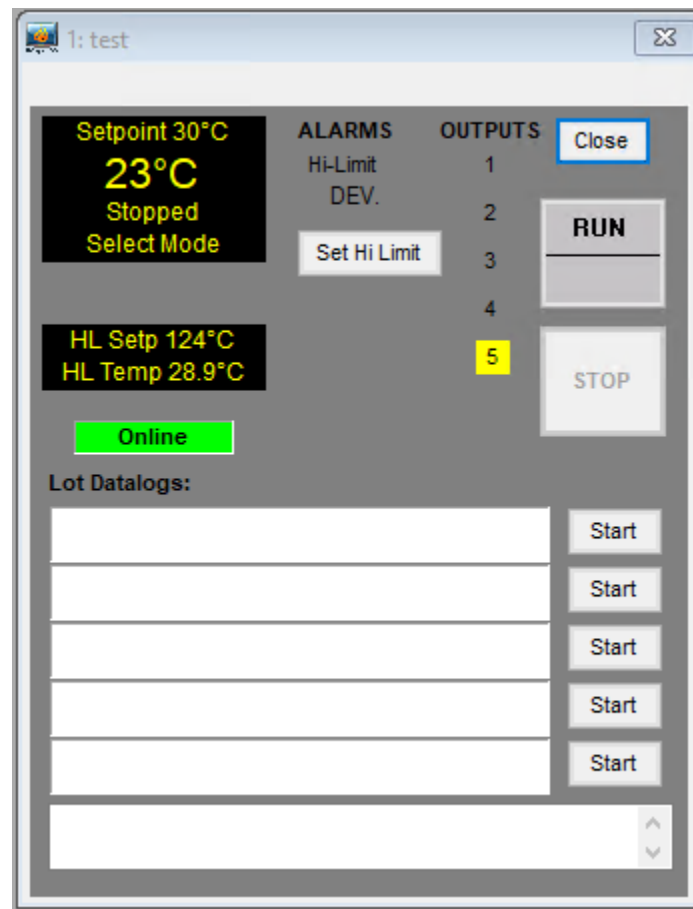 1: test
Setpoint 30°C
23°C
Stopped
Select Mode
ALARMS
Hi-Limit
DEV.
Set Hi Limit
OUTPUTS
1
2
3
4
5
Close
RUN
STOP
HL Setp 124°C
HL Temp 28.9°C
Online
Lot Datalogs:
Start
Start
Start
Start
Start